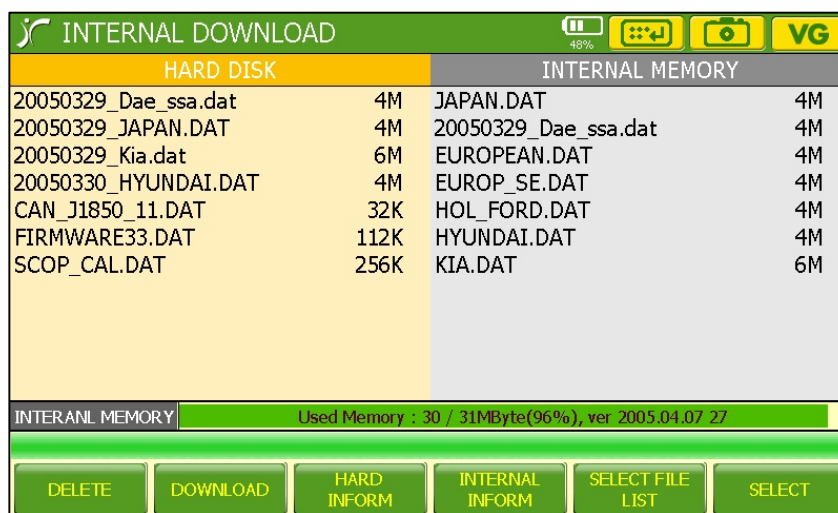 INTERNAL DOWNLOAD 48% VG
HARD DISK INTERNAL MEMORY
20050329_Dae_ssa.dat 4M JAPAN.DAT 4M
20050329_JAPAN.DAT 4M 20050329_Dae_ssa.dat 4M
20050329_Kia.dat 6M EUROPEAN.DAT 4M
20050330_HYUNDAI.DAT 4M EUROP_SE.DAT 4M
CAN_J1850_11.DAT 32K HOL_FORD.DAT 4M
FIRMWARE33.DAT 112K HYUNDAI.DAT 4M
SCOP_CAL.DAT 256K KIA.DAT 6M
INTERANL MEMORY Used Memory : 30 / 31MByte(96%), ver 2005.04.07 27
DELETE DOWNLOAD HARD INFORM INTERNAL INFORM SELECT FILE LIST SELECT